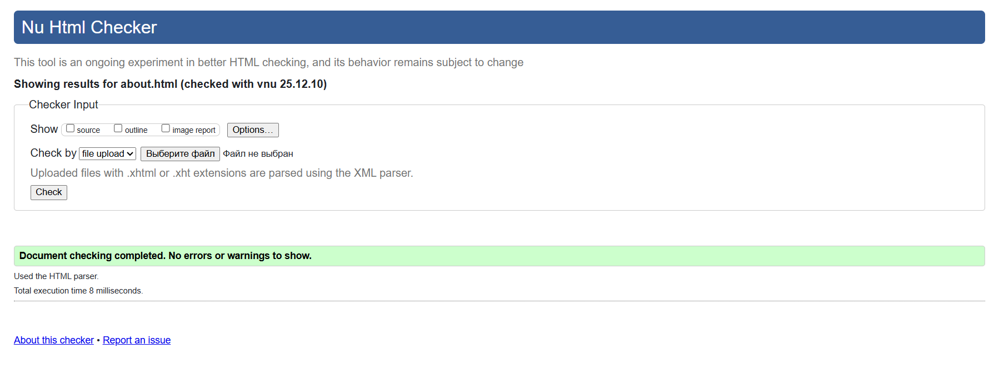 Nu Html Checker
This tool is an ongoing experiment in better HTML checking, and its behavior remains subject to change
Showing results for about.html (checked with vnu 25.12.10)
Checker Input
Show source outline image report Options...
Check by file upload Выберите файл Файл не выбран
Uploaded files with .xhtml or .xht extensions are parsed using the XML parser.
Check
Document checking completed. No errors or warnings to show.
Used the HTML parser.
Total execution time 8 milliseconds.
About this checker • Report an issue